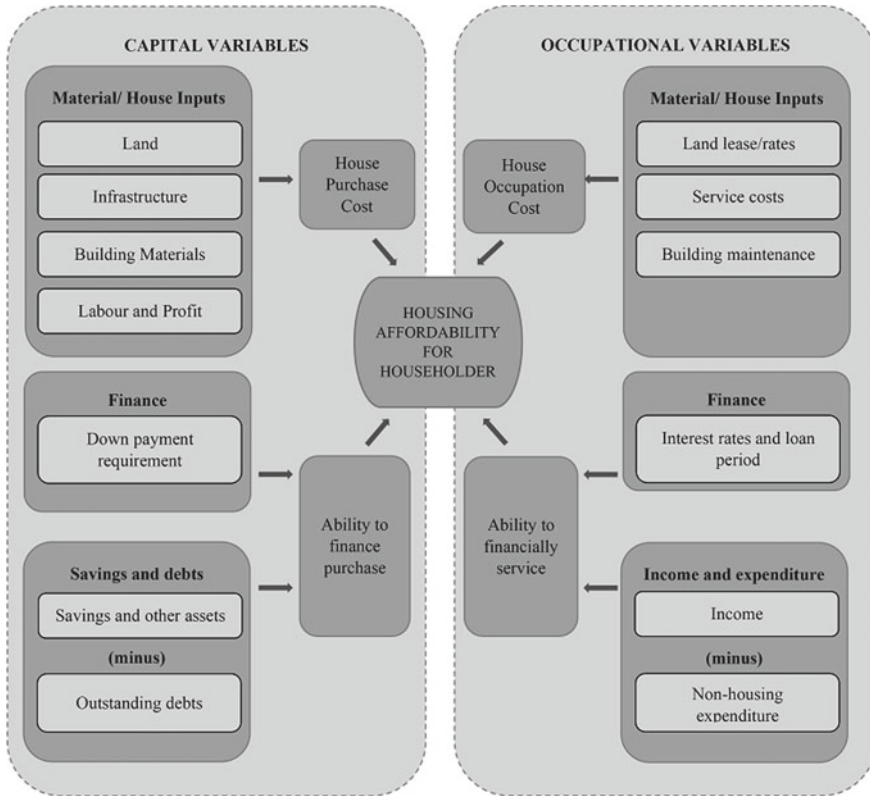 CAPITAL VARIABLES
Material/ House Inputs
Land
Infrastructure
Building Materials
Labour and Profit
House
Purchase
Cost
Finance
Down payment
requirement
Savings and debts
Savings and other assets
(minus)
Outstanding debts
Ability to
finance
purchase
HOUSING
AFFORDABILITY
FOR
HOUSEHOLDER
OCCUPATIONAL VARIABLES
House
Occupation
Cost
Material/ House Inputs
Land lease/rates
Service costs
Building maintenance
Ability to
financially
service
Finance
Interest rates and loan
period
Income and expenditure
Income
(minus)
Non-housing
expenditure